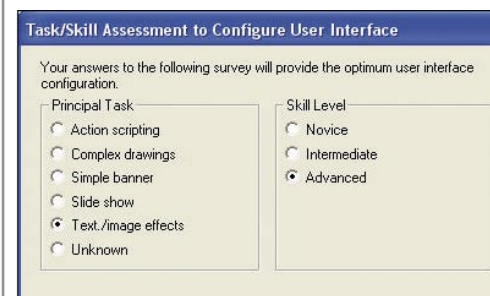 Task/Skill Assessment to Configure User Interface
Your answers to the following survey will provide the optimum user interface
configuration.
Principal Task
Action scripting
Complex drawings
Simple banner
Slide show
Text./image effects
Unknown
Skill Level
Novice
Intermediate
Advanced